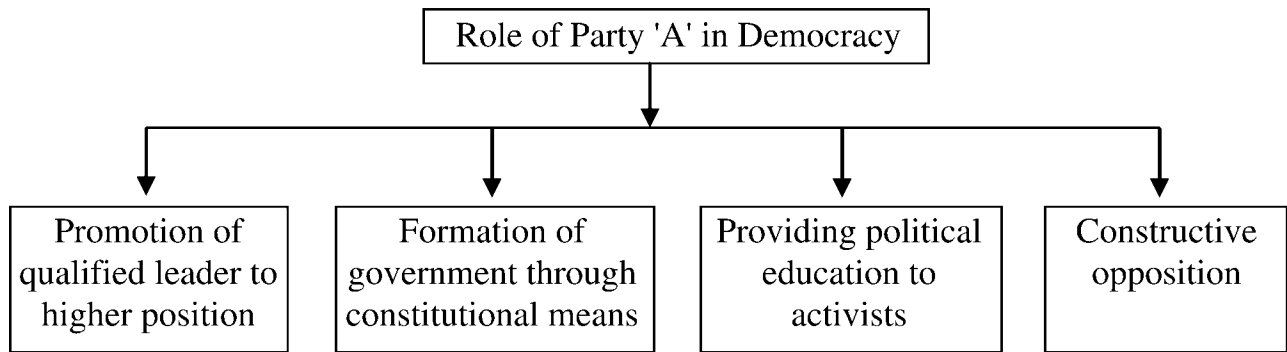 Role of Party 'A' in Democracy
Promotion of
qualified leader to
higher position
Formation of
government through
constitutional means
Providing political
education to
activists
Constructive
opposition